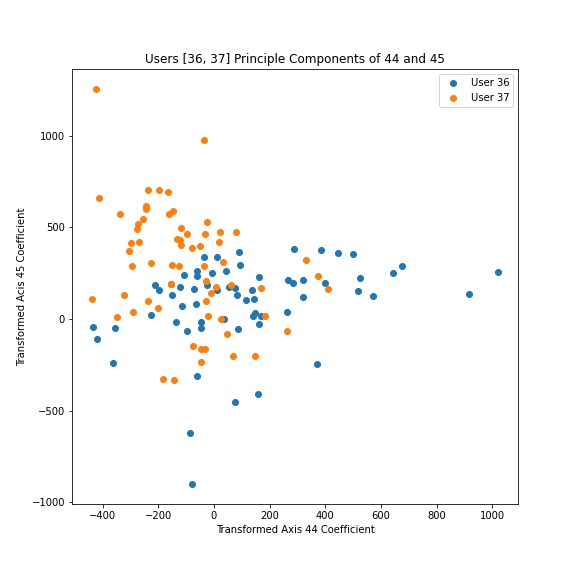 Users [36, 37] Principle Components of 44 and 45
User 36
User 37
1000
500
0
−500
−1000
Transformed Acis 45 Coefficient
−400 −200 0 200 400 600 800 1000
Transformed Axis 44 Coefficient